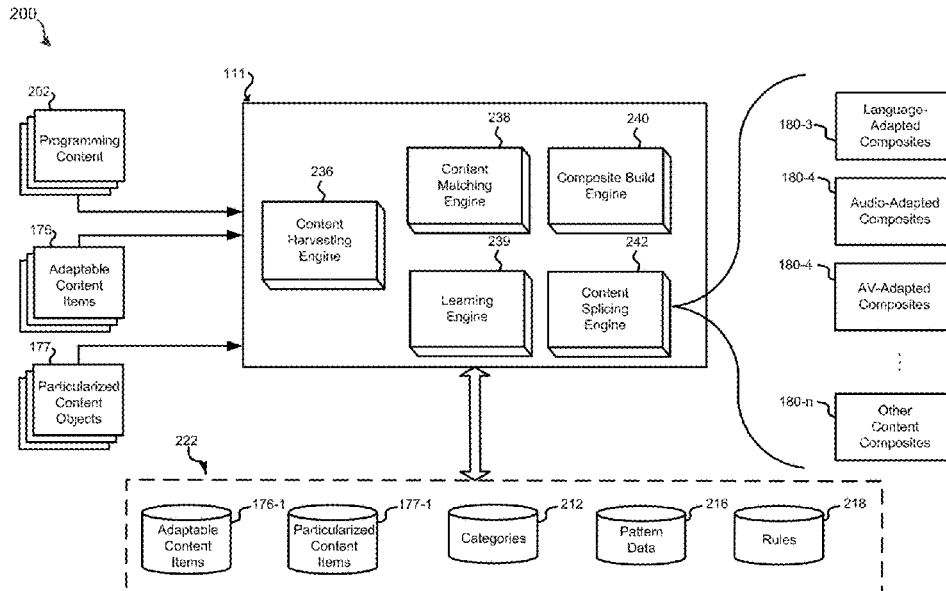 200
202
Programming
Content
176
Adaptable
Content
Items
177
Particularized
Content
Objects
111
236
Content
Harvesting
Engine
238
Content
Matching
Engine
240
Composite Build
Engine
239
Learning
Engine
242
Content
Splicing
Engine
180-3
Language-
Adapted
Composites
180-4
Audio-Adapted
Composites
180-4
AV-Adapted
Composites
...
180-n
Other
Content
Composites
222
Adaptable
Content
Items
176-1
Particularized
Content
Items
177-1
Categories
212
Pattern
Data
216
Rules
218